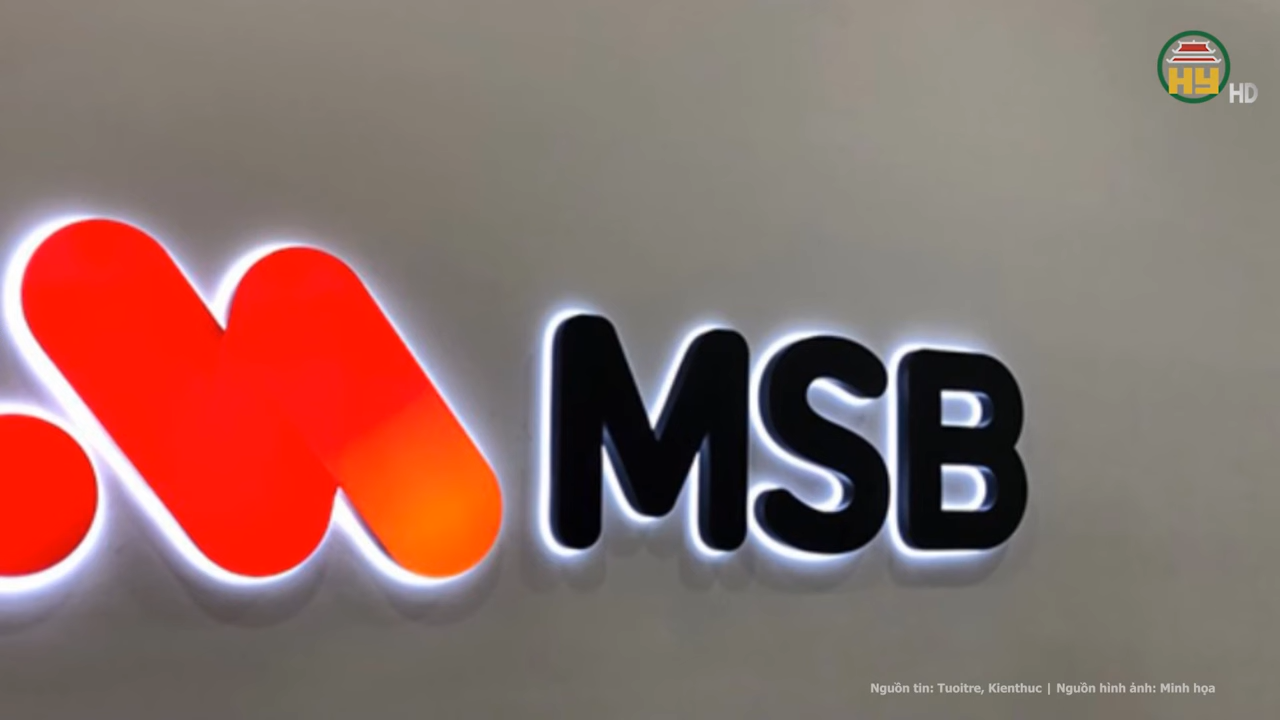 HY
HD
MSB
Nguồn tin: Tuoitre, Kienthuc | Nguồn hình ảnh: Minh họa